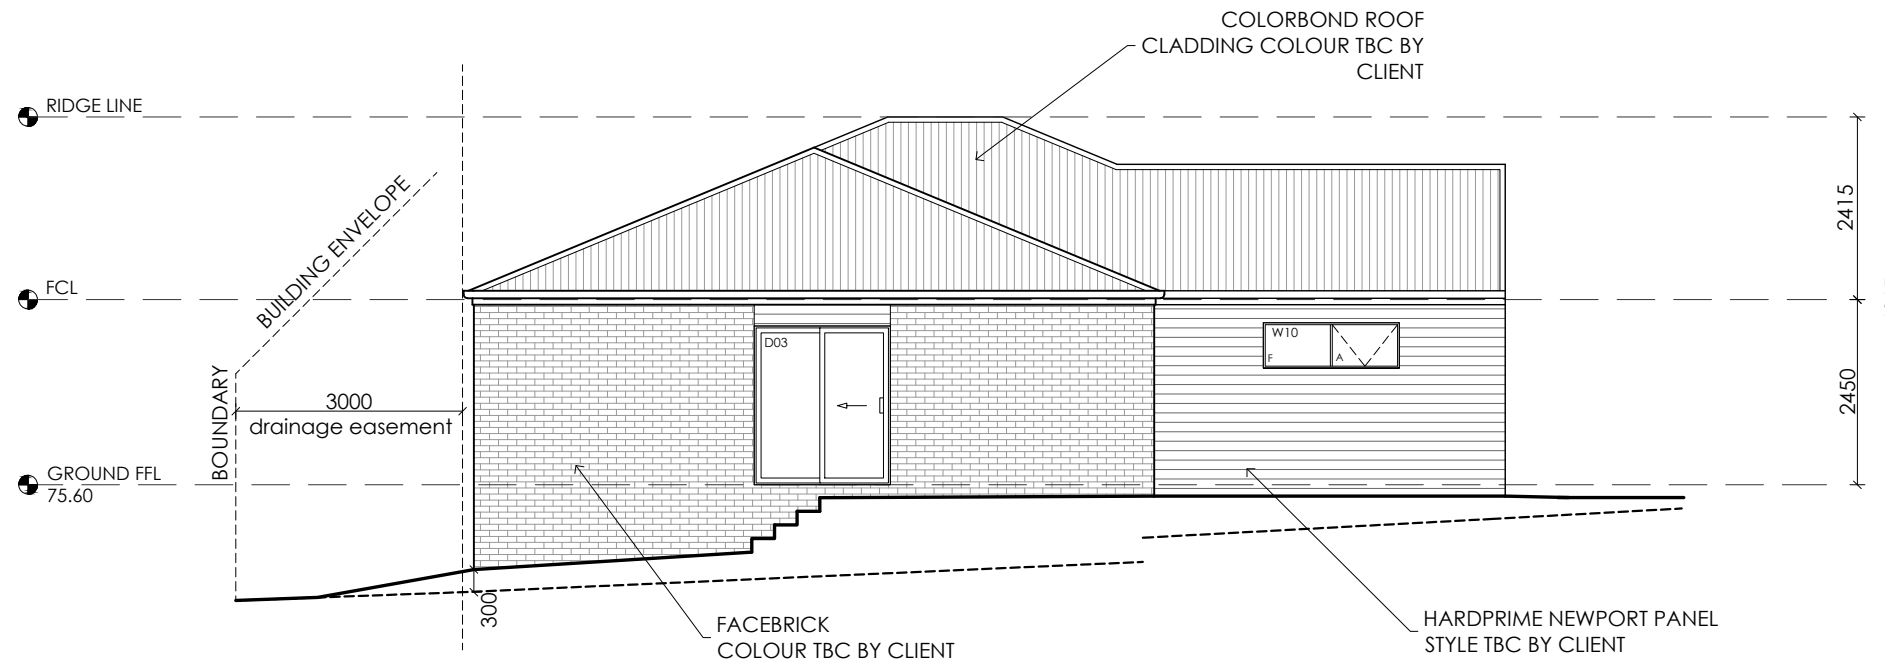 COLORBOND ROOF
CLADDING COLOUR TBC BY
CLIENT
RIDGE LINE
BUILDING ENVELOPE
2415
FCL
W10
F
A
D03
BOUNDARY
3000
drainage easement
2450
GROUND FFL
75.60
300
FACEBRICK
COLOUR TBC BY CLIENT
HARDPRIME NEWPORT PANEL
STYLE TBC BY CLIENT